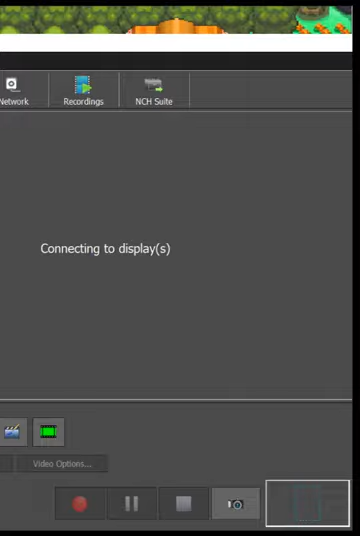 Network
Recordings
NCH Suite
Connecting to display(s)
Video Options...